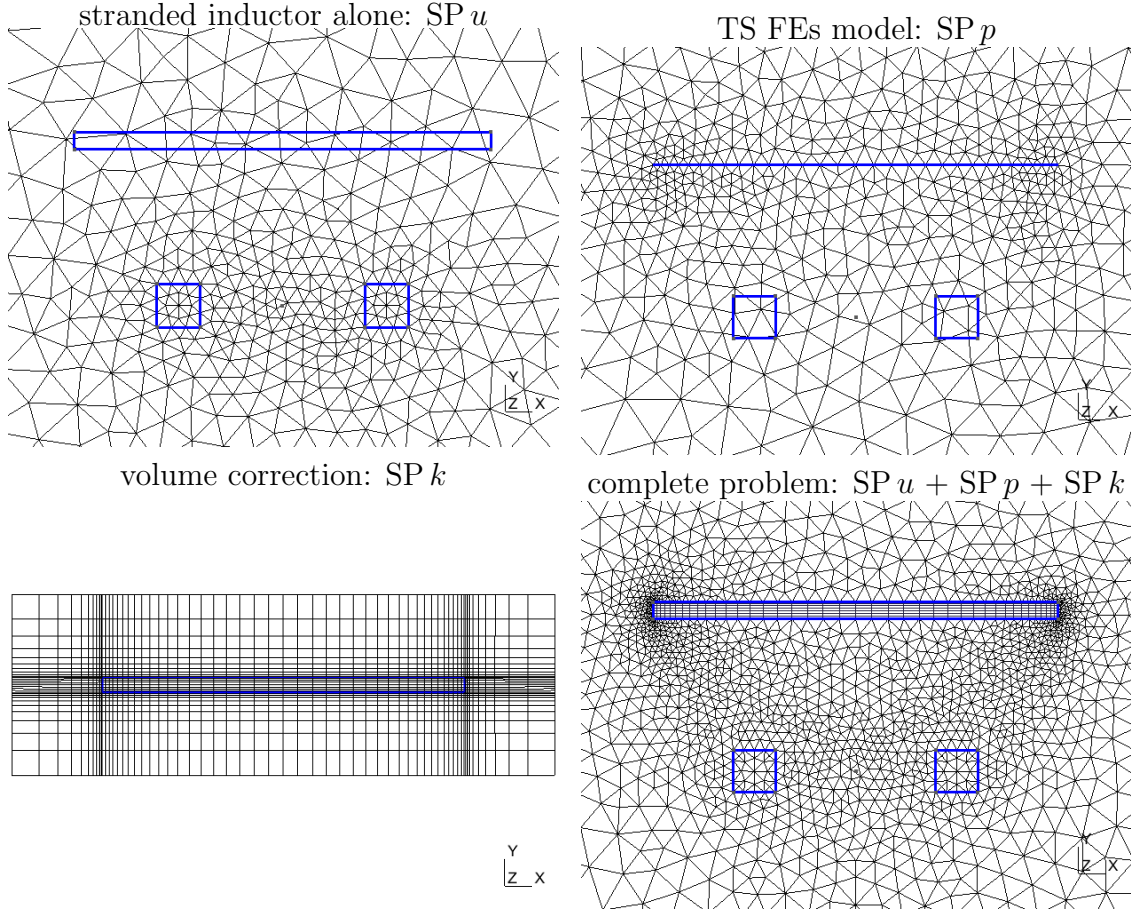 stranded inductor alone: SP u
TS FEs model: SP p
Y
Z X
Y
Z X
volume correction: SP k
complete problem: SP u + SP p + SP k
Y
Z X
Y
Z X